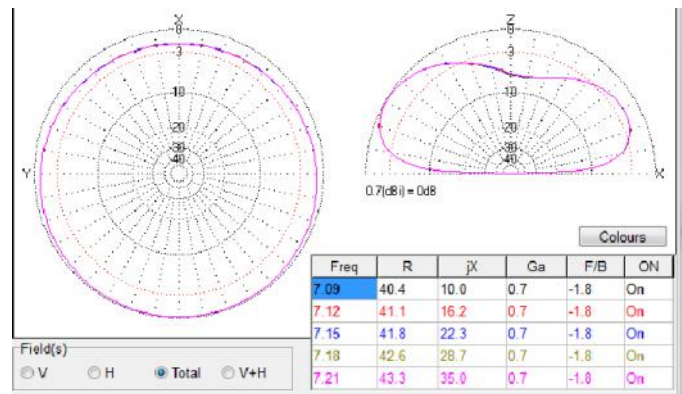 X
0
3
10
20
30
40
Y
Z
0
3
10
20
30
40
X
0.7(dBi) = 0dB
Colours
Freq R jX Ga F/B ON
7.09 40.4 10.0 0.7 -1.8 On
7.12 41.1 16.2 0.7 -1.8 On
7.15 41.8 22.3 0.7 -1.8 On
7.18 42.6 28.7 0.7 -1.8 On
7.21 43.3 35.0 0.7 -1.8 On
Field(s)
V H Total V+H